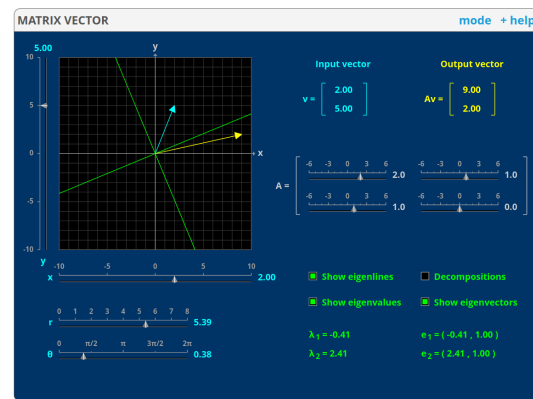 MATRIX VECTOR mode + help
5.00 y
Input vector Output vector
10
v = 2.00 5.00
Av = 9.00 2.00
5
0 x
-5
-10
A =
-6 -3 0 3 6 2.0 -6 -3 0 3 6 1.0
-6 -3 0 3 6 1.0 -6 -3 0 3 6 0.0
y -10 -5 0 5 10
x 2.00
Show eigenlines Decompositions
Show eigenvalues Show eigenvectors
0 1 2 3 4 5 6 7 8
r 5.39
0 π/2 π 3π/2 2π
θ 0.38
λ1 = -0.41 e1 = ( -0.41 , 1.00 )
λ2 = 2.41 e2 = ( 2.41 , 1.00 )